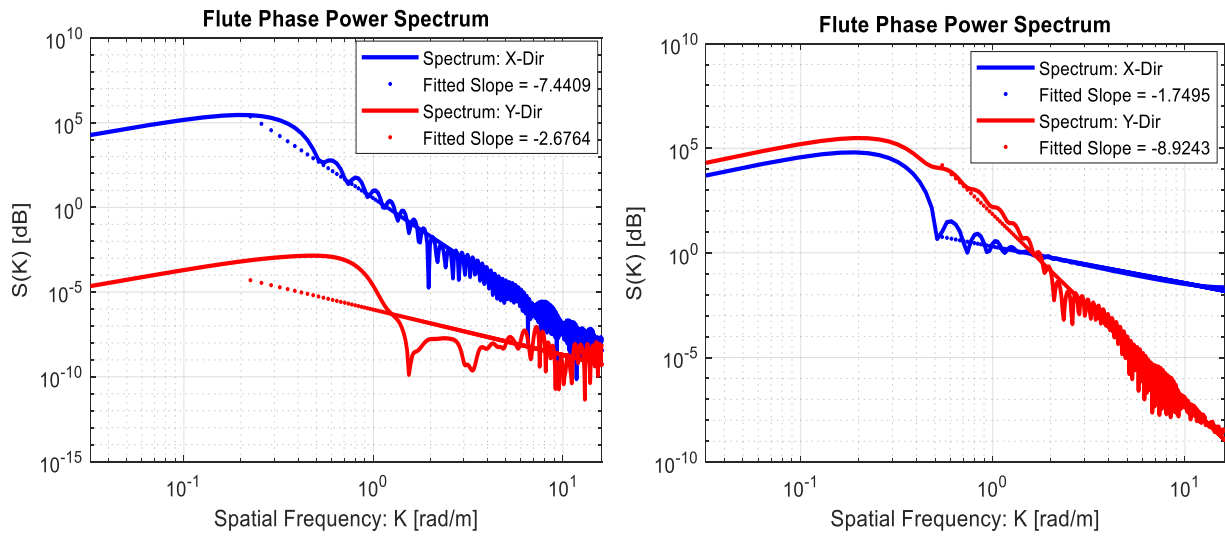 Flute Phase Power Spectrum
10^10
10^5
10^0
10^-5
10^-10
10^-15
S(K) [dB]
Spectrum: X-Dir
Fitted Slope = -7.4409
Spectrum: Y-Dir
Fitted Slope = -2.6764
10^-1
10^0
10^1
Spatial Frequency: K [rad/m]
Flute Phase Power Spectrum
10^10
10^5
10^0
10^-5
10^-10
S(K) [dB]
Spectrum: X-Dir
Fitted Slope = -1.7495
Spectrum: Y-Dir
Fitted Slope = -8.9243
10^-1
10^0
10^1
Spatial Frequency: K [rad/m]